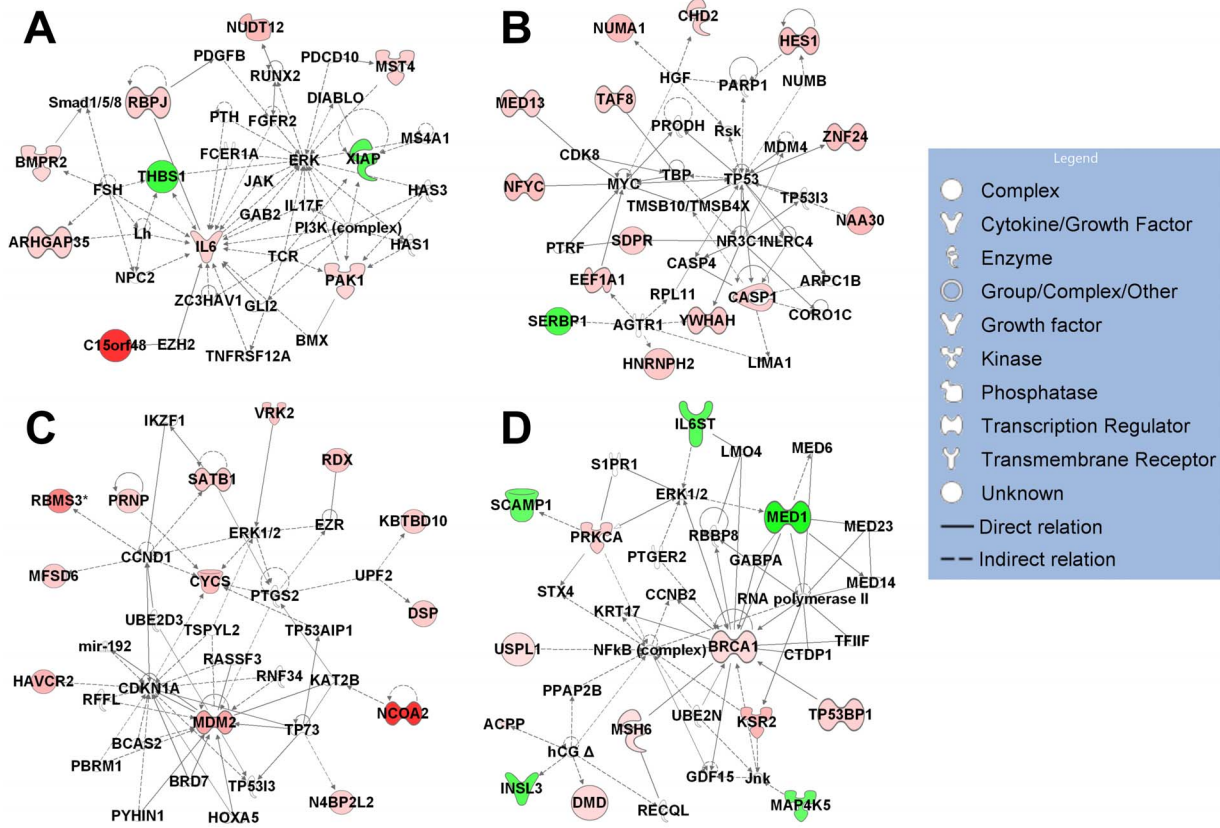 A
NUDT12
PDGFB
PDCD10
RUNX2
MST4
Smad1/5/8
RBPJ
DIABLO
PTH
FGFR2
MS4A1
BMPR2
FCER1A
ERK
XIAP
THBS1
FSH
JAK
HAS3
GAB2
IL17F
ARHGAP35
Lh
IL6
PI3K (complex)
HAS1
NPC2
TCR
PAK1
ZC3HAV1
GLI2
C15orf48
EZH2
BMX
TNFRSF12A
B
CHD2
NUMA1
HES1
HGF
PARP1
NUMB
MED13
TAF8
PRODH
Rsk
ZNF24
MDM4
CDK8
TBP
TP53
NFYC
MYC
TP53I3
TMSB10/TMSB4X
NAA30
PTRF
SDPR
NR3C1
NLRC4
CASP4
EEF1A1
ARPC1B
RPL11
CASP1
SERBP1
AGTR1
YWHAH
CORO1C
HNRNPH2
LIMA1
C
IKZF1
VRK2
SATB1
RDX
RBMS3*
PRNP
ERK1/2
EZR
KBTBD10
CCND1
MFSD6
CYCS
PTGS2
UPF2
DSP
UBE2D3
TSPYL2
TP53AIP1
mir-192
RASSF3
HAVCR2
CDKN1A
RNF34
KAT2B
RFFL
NCOA2
MDM2
TP73
BCAS2
PBRM1
BRD7
TP53I3
PYHIN1
HOXA5
N4BP2L2
D
IL6ST
LMO4
MED6
S1PR1
ERK1/2
SCAMP1
MED1
PRKCA
RBBP8
MED23
PTGER2
GABPA
STX4
CCNB2
MED14
KRT17
RNA polymerase II
USPL1
NFkB (complex)
BRCA1
TFIIF
CTDP1
PPAP2B
ACPP
MSH6
UBE2N
KSR2
TP53BP1
hCG Δ
GDF15
Jnk
INSL3
DMD
RECQL
MAP4K5
Legend
Complex
Cytokine/Growth Factor
Enzyme
Group/Complex/Other
Growth factor
Kinase
Phosphatase
Transcription Regulator
Transmembrane Receptor
Unknown
Direct relation
Indirect relation